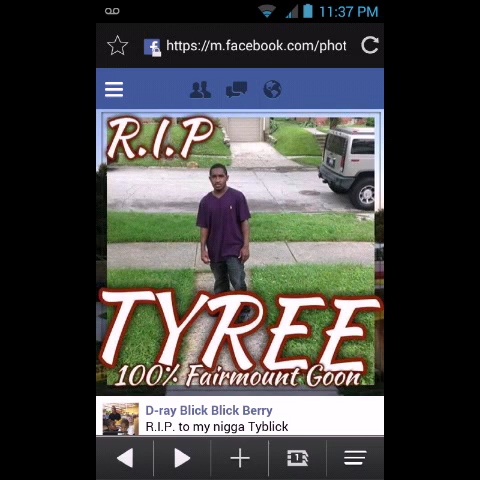 11:37 PM
https://m.facebook.com/phot
R.I.P
TYREE
100% Fairmount Goon
D-ray Blick Blick Berry
R.I.P. to my nigga Tyblick
1